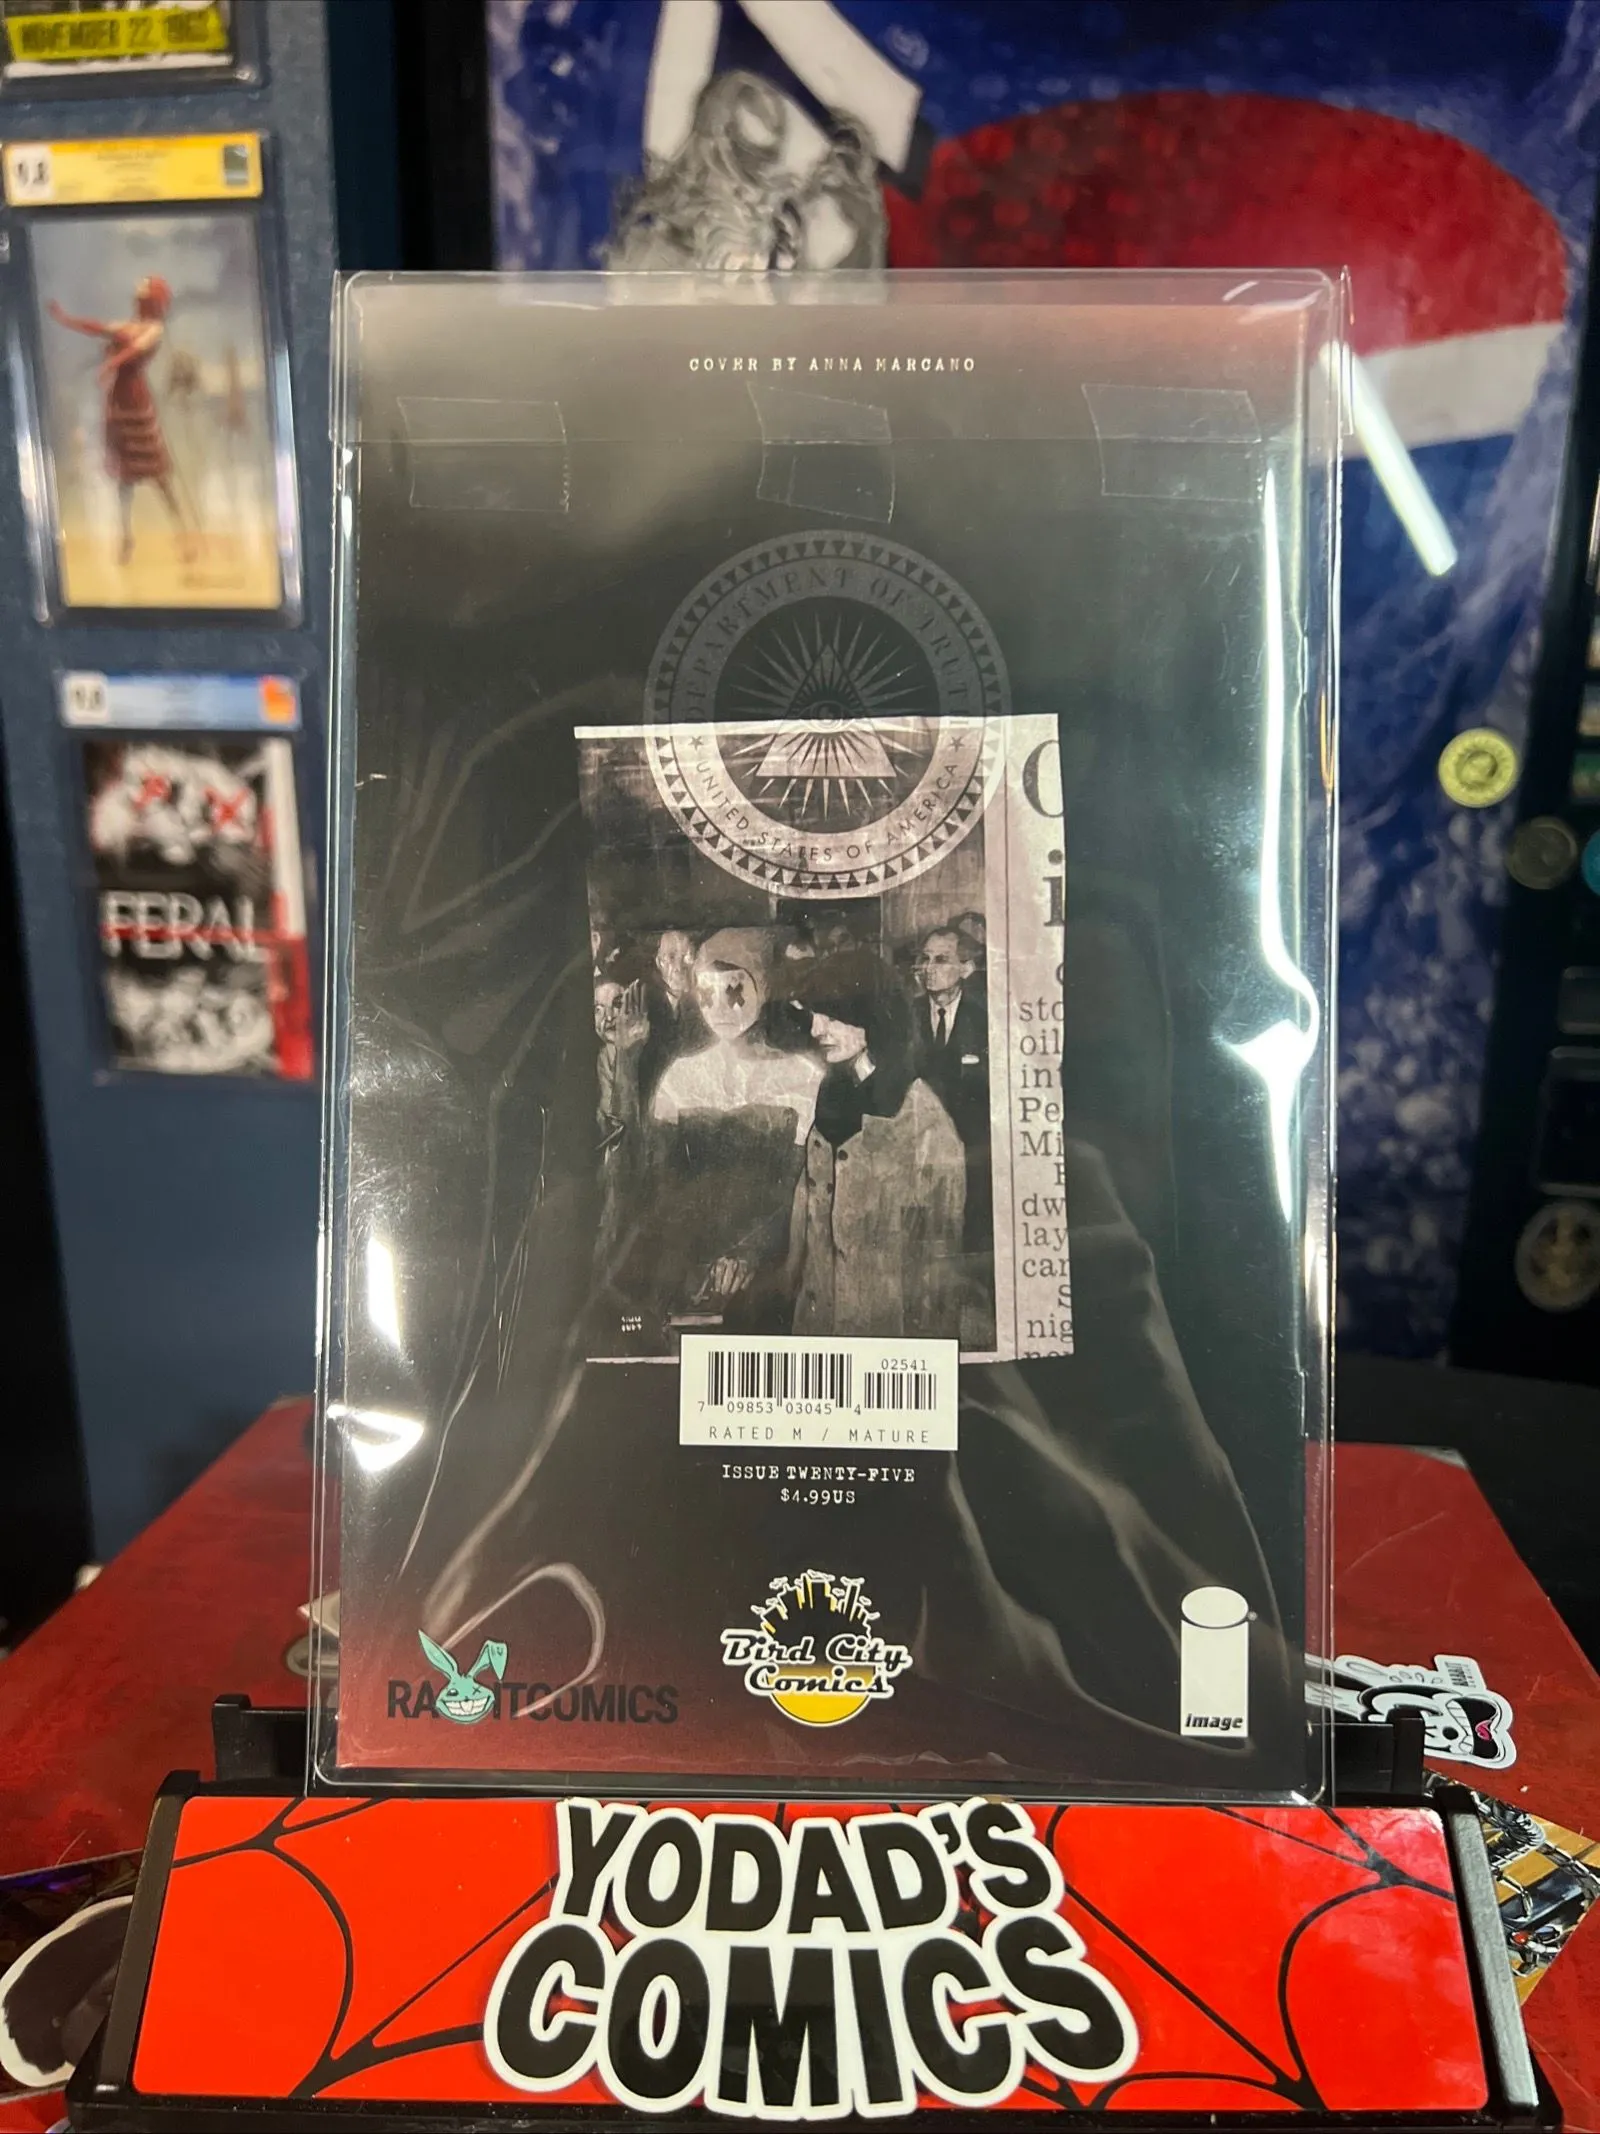 NOVEMBER 22, 1963
9.8
COVER BY ANNA MARCANO
DEPARTMENT OF TRUTH
UNITED STATES OF AMERICA
9.8
FERAL
sto
oil
int
Pe
Mi
dw
lay
car
S
nig
02541
7 09853 03045 4
RATED M / MATURE
ISSUE TWENTY-FIVE
$4.99US
Bird City
Comics
RABBITCOMICS
image
RABBIT
YODAD'S
COMICS